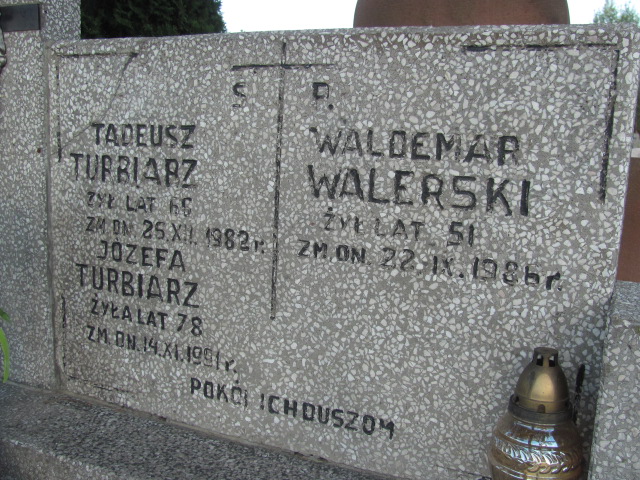 Ś. P.
TADEUSZ
TURBIARZ
ŻYŁ LAT 66
ZM. DN. 25.XII.1982 r.
JÓZEFA
TURBIARZ
ŻYŁA LAT 78
ZM. DN. 14.XI.1991 r.
WALDEMAR
WALERSKI
ŻYŁ LAT 51
ZM. DN. 22.IX.1986 r.
POKÓJ ICH DUSZOM